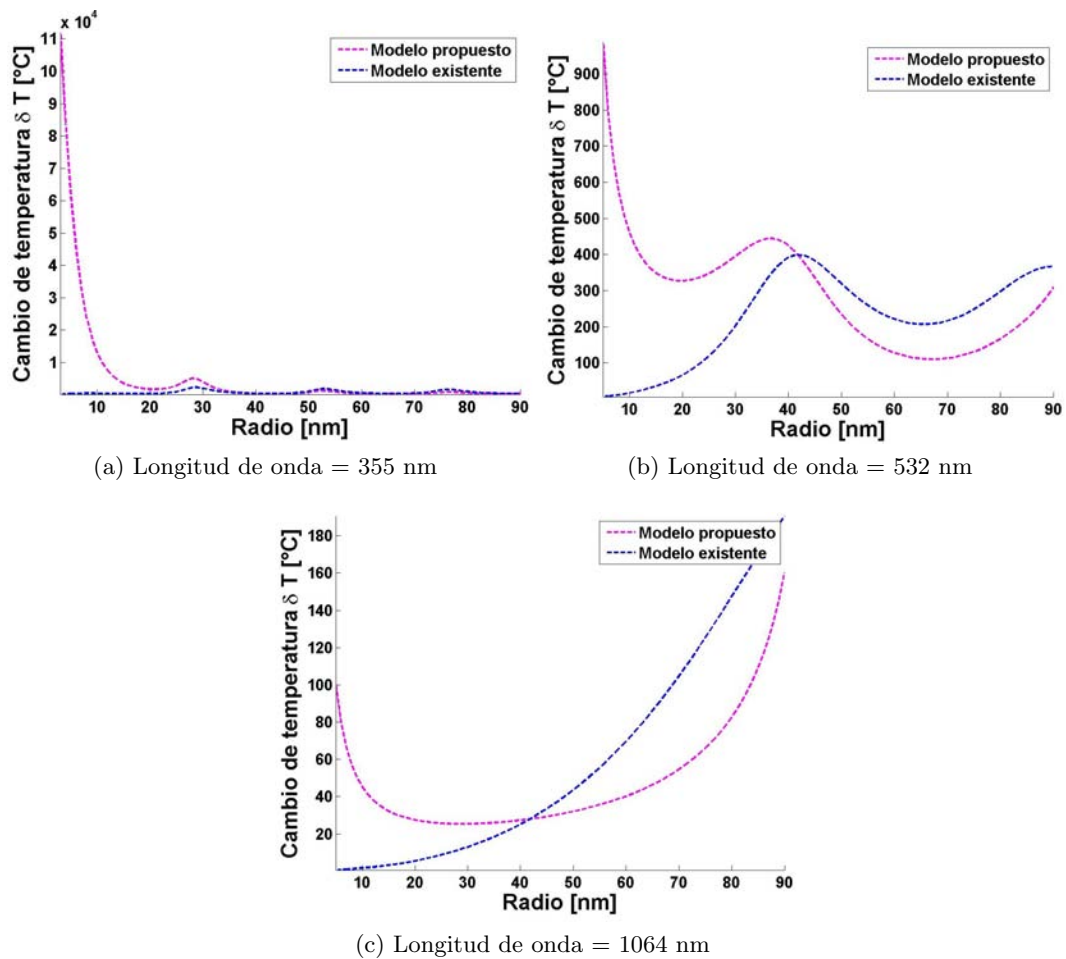 x 10⁴
11
10
9
8
7
6
5
4
3
2
1
10 20 30 40 50 60 70 80 90
Cambio de temperatura δ T [°C]
Radio [nm]
Modelo propuesto
Modelo existente
(a) Longitud de onda = 355 nm
900
800
700
600
500
400
300
200
100
10 20 30 40 50 60 70 80 90
Cambio de temperatura δ T [°C]
Radio [nm]
Modelo propuesto
Modelo existente
(b) Longitud de onda = 532 nm
180
160
140
120
100
80
60
40
20
10 20 30 40 50 60 70 80 90
Cambio de temperatura δ T [°C]
Radio [nm]
Modelo propuesto
Modelo existente
(c) Longitud de onda = 1064 nm